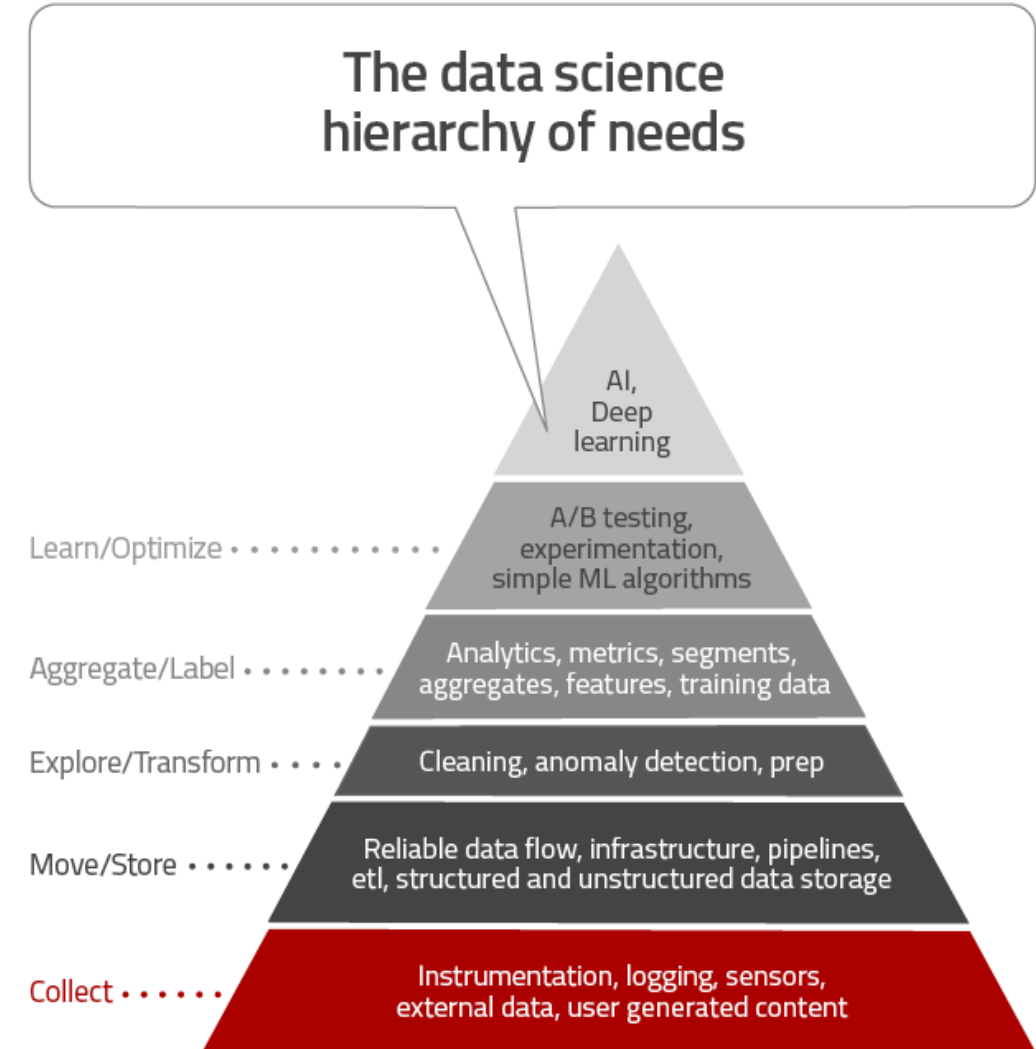 The data science
hierarchy of needs
AI,
Deep
learning
Learn/Optimize
A/B testing,
experimentation,
simple ML algorithms
Aggregate/Label
Analytics, metrics, segments,
aggregates, features, training data
Explore/Transform
Cleaning, anomaly detection, prep
Move/Store
Reliable data flow, infrastructure, pipelines,
etl, structured and unstructured data storage
Collect
Instrumentation, logging, sensors,
external data, user generated content